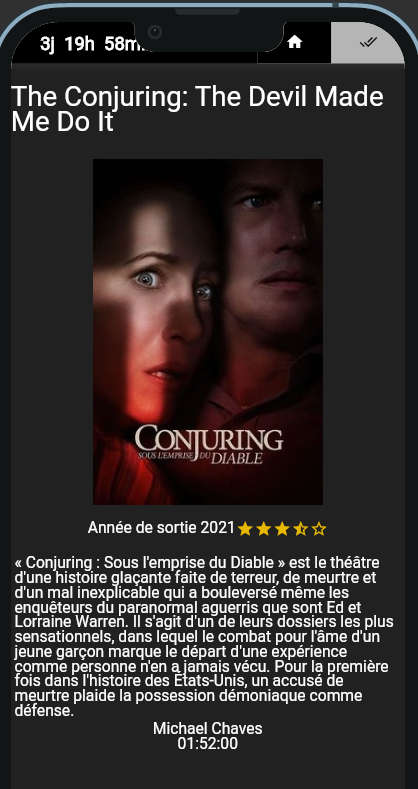 3j 19h 58m
The Conjuring: The Devil Made
Me Do It
CONJURING
SOUS L'EMPRISE DU DIABLE
Année de sortie 2021
« Conjuring : Sous l'emprise du Diable » est le théâtre
d'une histoire glaçante faite de terreur, de meurtre et
d'un mal inexplicable qui a bouleversé même les
enquêteurs du paranormal aguerris que sont Ed et
Lorraine Warren. Il s'agit d'un de leurs dossiers les plus
sensationnels, dans lequel le combat pour l'âme d'un
jeune garçon marque le départ d'une expérience
comme personne n'en a jamais vécu. Pour la première
fois dans l'histoire des États-Unis, un accusé de
meurtre plaide la possession démoniaque comme
défense.
Michael Chaves
01:52:00